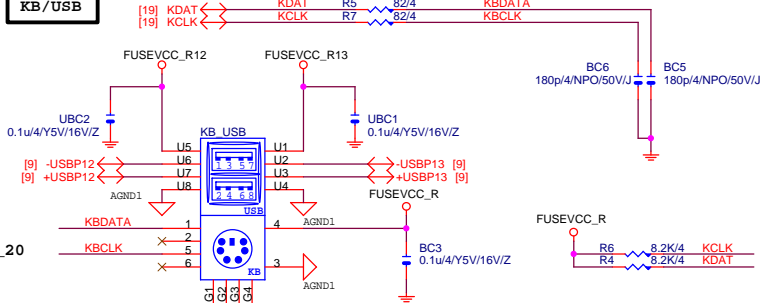 KB/USB
[19] KDAT KDAT R5 82/4 KBDATA
[19] KCLK KCLK R7 82/4 KBCLK
BC6 BC5
180p/4/NPO/50V/J 180p/4/NPO/50V/J
FUSEVCC_R12 FUSEVCC_R13
UBC2 UBC1
0.1u/4/Y5V/16V/Z 0.1u/4/Y5V/16V/Z
KB_USB
U5 U1
[9] -USBP12 U6 U2 -USBP13 [9]
[9] +USBP12 U7 U3 +USBP13 [9]
U8 U4
1 3 5 7
2 4 6 8
USB
AGND1 FUSEVCC_R
KBDATA 1 4 AGND1
2
_20 KBCLK 5
6 3
KB
AGND1
G1 G2 G3 G4
BC3
0.1u/4/Y5V/16V/Z
FUSEVCC_R
R6 8.2K/4 KCLK
R4 8.2K/4 KDAT